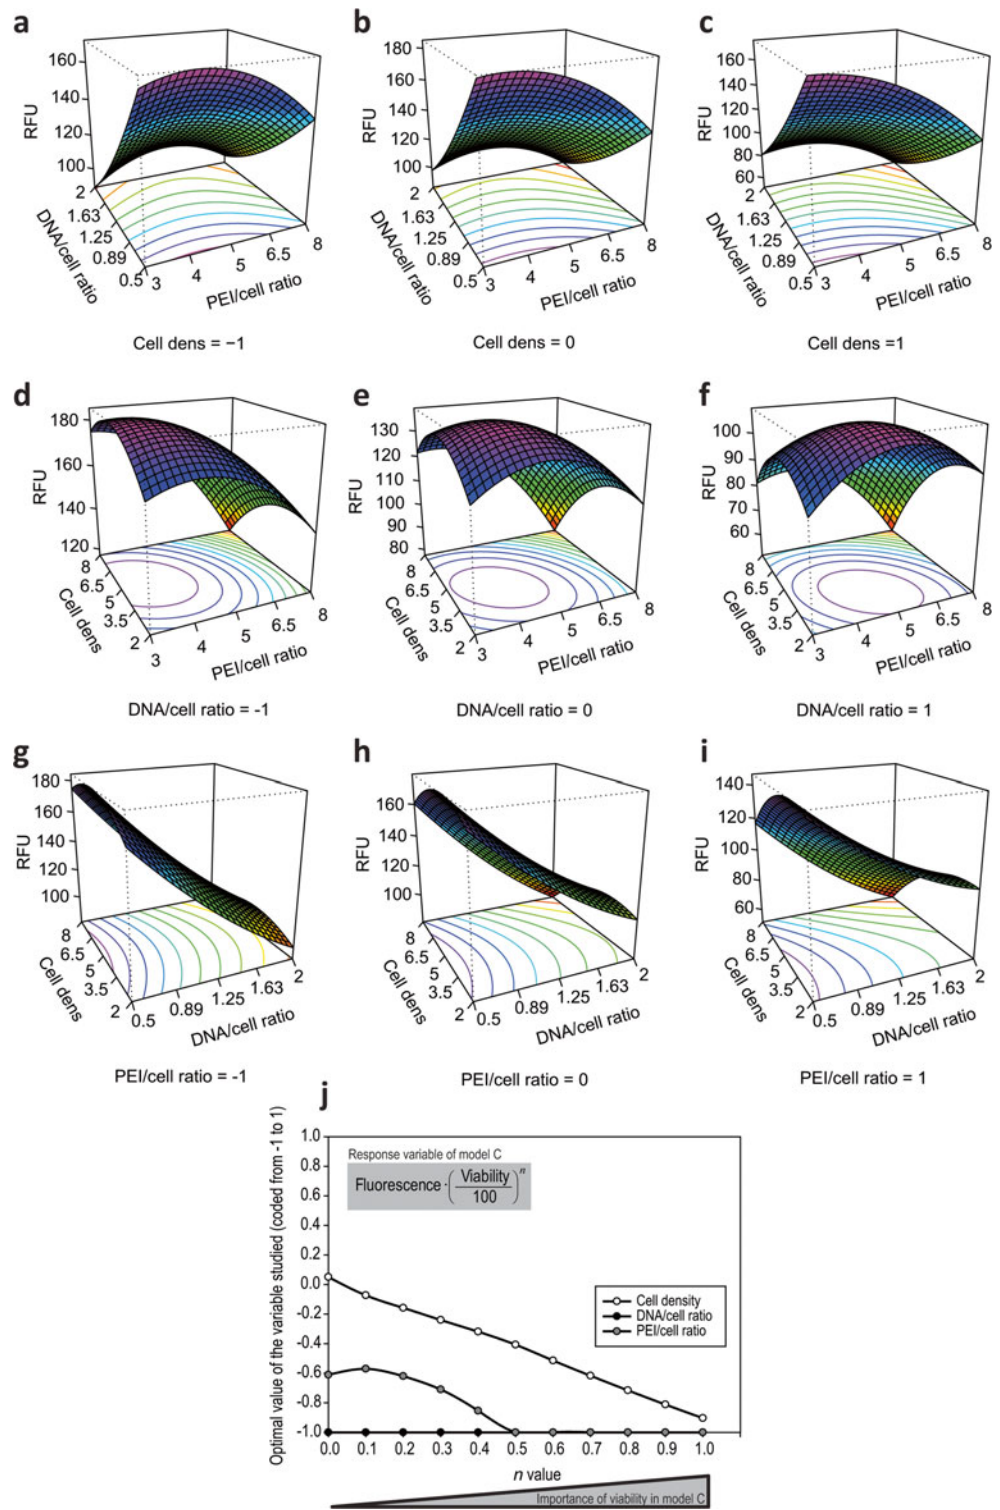 a
160
140
120
100
RFU
2
1.63
1.25
0.89
0.5
DNA/cell ratio
3
4
5
6.5
8
PEI/cell ratio
Cell dens = −1
b
180
160
140
120
100
RFU
2
1.63
1.25
0.89
0.5
DNA/cell ratio
3
4
5
6.5
8
PEI/cell ratio
Cell dens = 0
c
160
140
120
100
80
60
RFU
2
1.63
1.25
0.89
0.5
DNA/cell ratio
3
4
5
6.5
8
PEI/cell ratio
Cell dens =1
d
180
160
140
120
RFU
8
6.5
5
3.5
2
Cell dens
3
4
5
6.5
8
PEI/cell ratio
DNA/cell ratio = -1
e
130
120
110
100
90
80
RFU
8
6.5
5
3.5
2
Cell dens
3
4
5
6.5
8
PEI/cell ratio
DNA/cell ratio = 0
f
100
90
80
70
60
RFU
8
6.5
5
3.5
2
Cell dens
3
4
5
6.5
8
PEI/cell ratio
DNA/cell ratio = 1
g
180
160
140
120
100
RFU
8
6.5
5
3.5
2
Cell dens
0.5
0.89
1.25
1.63
2
DNA/cell ratio
PEI/cell ratio = -1
h
160
140
120
100
RFU
8
6.5
5
3.5
2
Cell dens
0.5
0.89
1.25
1.63
2
DNA/cell ratio
PEI/cell ratio = 0
i
140
120
100
80
60
RFU
8
6.5
5
3.5
2
Cell dens
0.5
0.89
1.25
1.63
2
DNA/cell ratio
PEI/cell ratio = 1
j
Optimal value of the variable studied (coded from -1 to 1)
1.0
0.8
0.6
0.4
0.2
0.0
-0.2
-0.4
-0.6
-0.8
-1.0
Response variable of model C
Fluorescence · (Viability / 100)^n
Cell density
DNA/cell ratio
PEI/cell ratio
0.0 0.1 0.2 0.3 0.4 0.5 0.6 0.7 0.8 0.9 1.0
n value
Importance of viability in model C